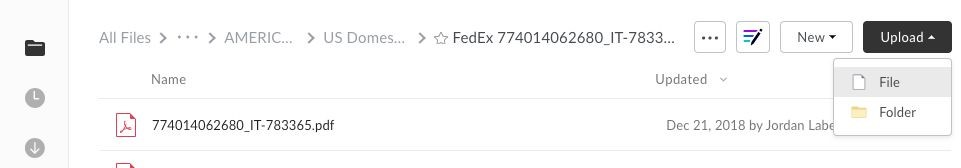 All Files > ··· > AMERIC... > US Domes... > FedEx 774014062680_IT-7833...
... New Upload
Name Updated
File
774014062680_IT-783365.pdf Dec 21, 2018 by Jordan Labe
Folder